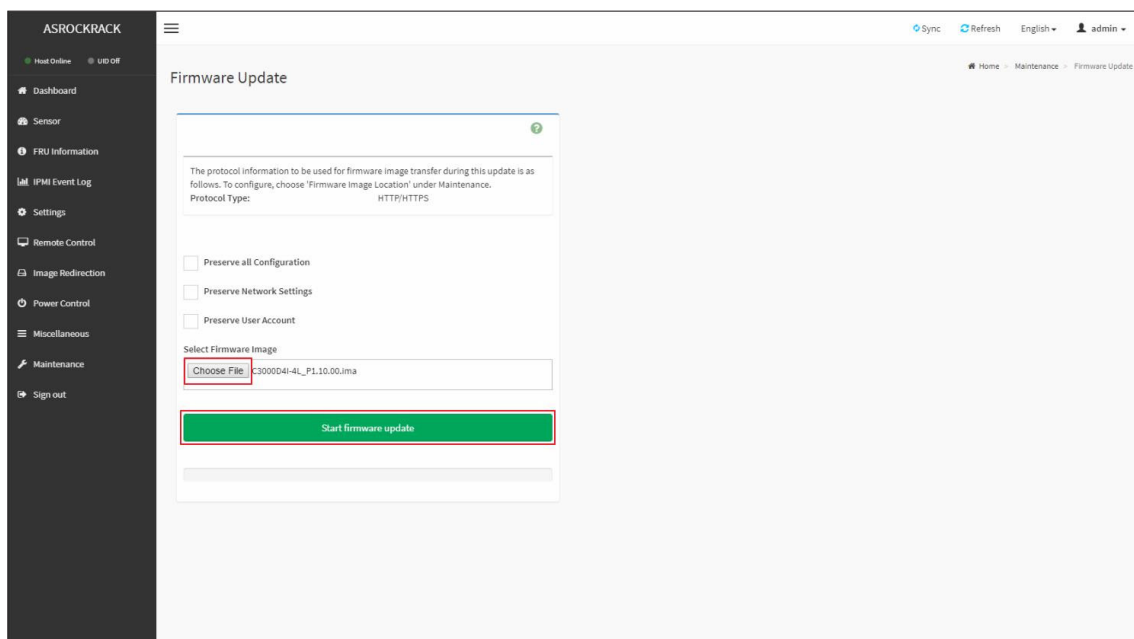 ASROCKRACK
Sync Refresh English admin
Host Online UID Off
Home > Maintenance > Firmware Update
Firmware Update
Dashboard
Sensor
FRU Information
IPMI Event Log
Settings
Remote Control
Image Redirection
Power Control
Miscellaneous
Maintenance
Sign out
The protocol information to be used for firmware image transfer during this update is as
follows. To configure, choose 'Firmware Image Location' under Maintenance.
Protocol Type: HTTP/HTTPS
Preserve all Configuration
Preserve Network Settings
Preserve User Account
Select Firmware Image
Choose File C3000D4I-4L_P1.10.00.ima
Start firmware update